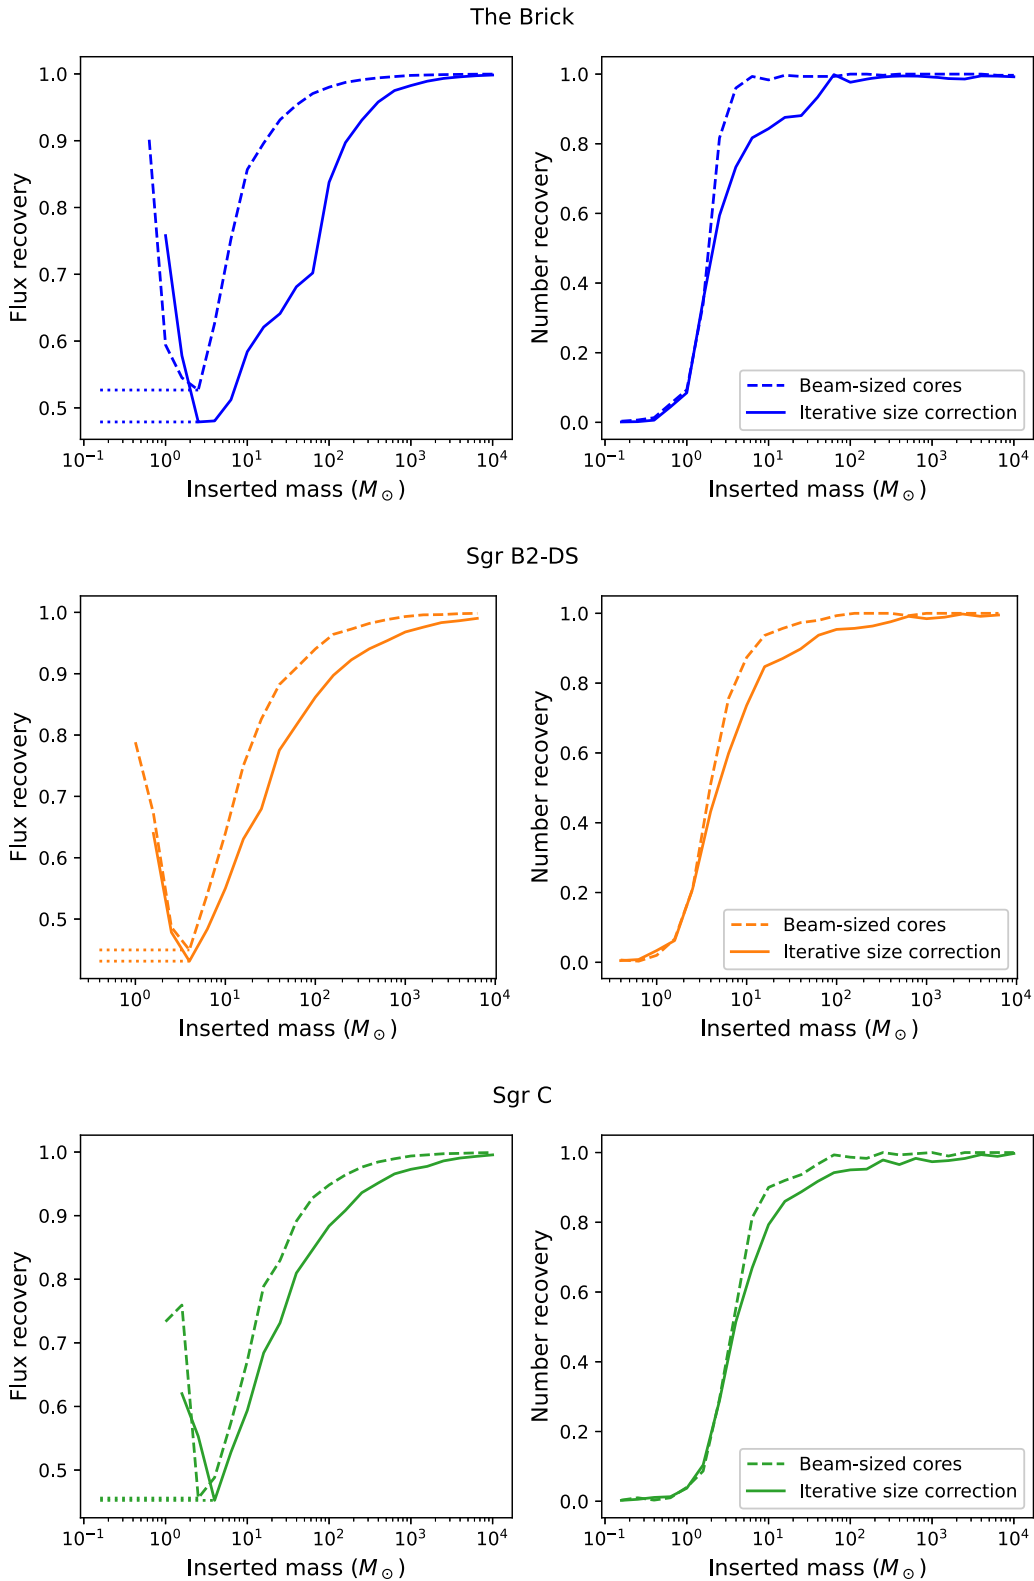 The Brick
Flux recovery
1.0
0.9
0.8
0.7
0.6
0.5
10⁻¹ 10⁰ 10¹ 10² 10³ 10⁴
Inserted mass (M⊙)
Number recovery
1.0
0.8
0.6
0.4
0.2
0.0
Beam-sized cores
Iterative size correction
10⁻¹ 10⁰ 10¹ 10² 10³ 10⁴
Inserted mass (M⊙)
Sgr B2-DS
Flux recovery
1.0
0.9
0.8
0.7
0.6
0.5
10⁰ 10¹ 10² 10³ 10⁴
Inserted mass (M⊙)
Number recovery
1.0
0.8
0.6
0.4
0.2
0.0
Beam-sized cores
Iterative size correction
10⁰ 10¹ 10² 10³ 10⁴
Inserted mass (M⊙)
Sgr C
Flux recovery
1.0
0.9
0.8
0.7
0.6
0.5
10⁻¹ 10⁰ 10¹ 10² 10³ 10⁴
Inserted mass (M⊙)
Number recovery
1.0
0.8
0.6
0.4
0.2
0.0
Beam-sized cores
Iterative size correction
10⁻¹ 10⁰ 10¹ 10² 10³ 10⁴
Inserted mass (M⊙)